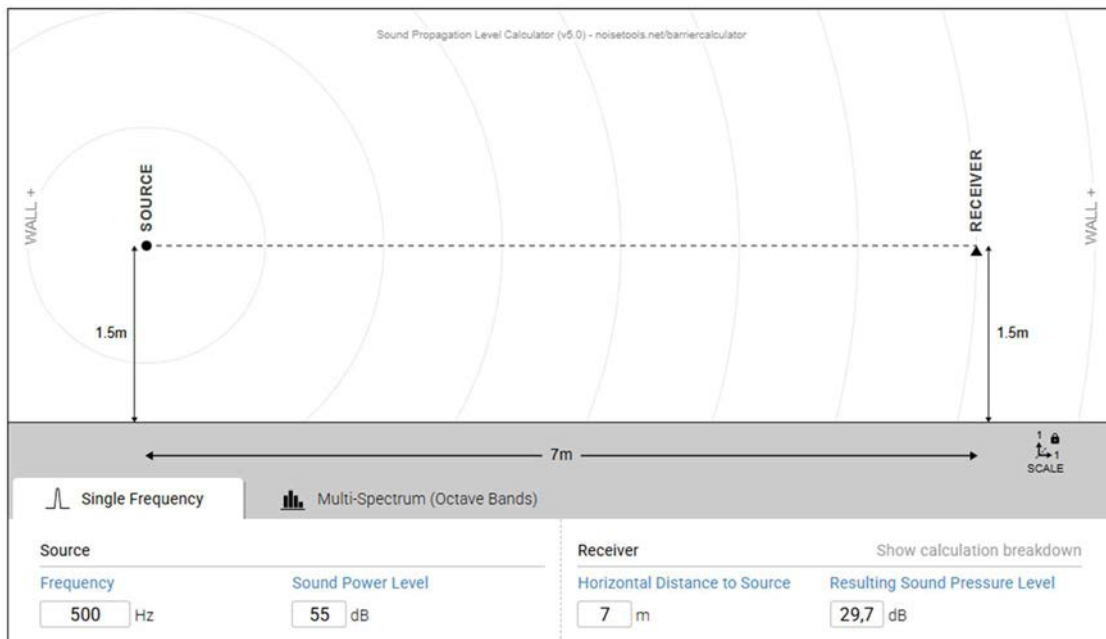 Sound Propagation Level Calculator (v5.0) - noisetools.net/barriercalculator
WALL +
SOURCE
RECEIVER
WALL +
1.5m
1.5m
7m
1
1
SCALE
Single Frequency
Multi-Spectrum (Octave Bands)
Source
Receiver
Show calculation breakdown
Frequency
Sound Power Level
Horizontal Distance to Source
Resulting Sound Pressure Level
500 Hz
55 dB
7 m
29,7 dB